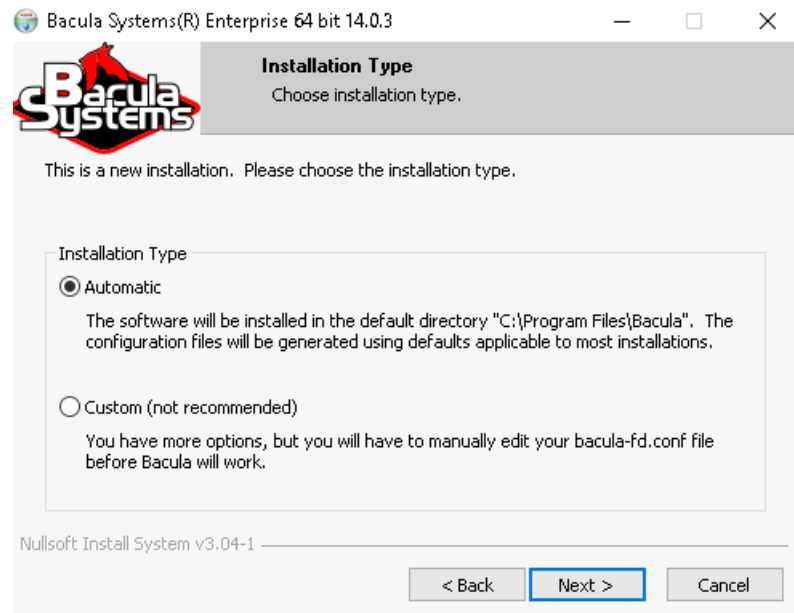 Bacula Systems(R) Enterprise 64 bit 14.0.3
Bacula
Systems
Installation Type
Choose installation type.
This is a new installation.  Please choose the installation type.
Installation Type
Automatic
The software will be installed in the default directory "C:\Program Files\Bacula".  The
configuration files will be generated using defaults applicable to most installations.
Custom (not recommended)
You have more options, but you will have to manually edit your bacula-fd.conf file
before Bacula will work.
Nullsoft Install System v3.04-1
< Back
Next >
Cancel